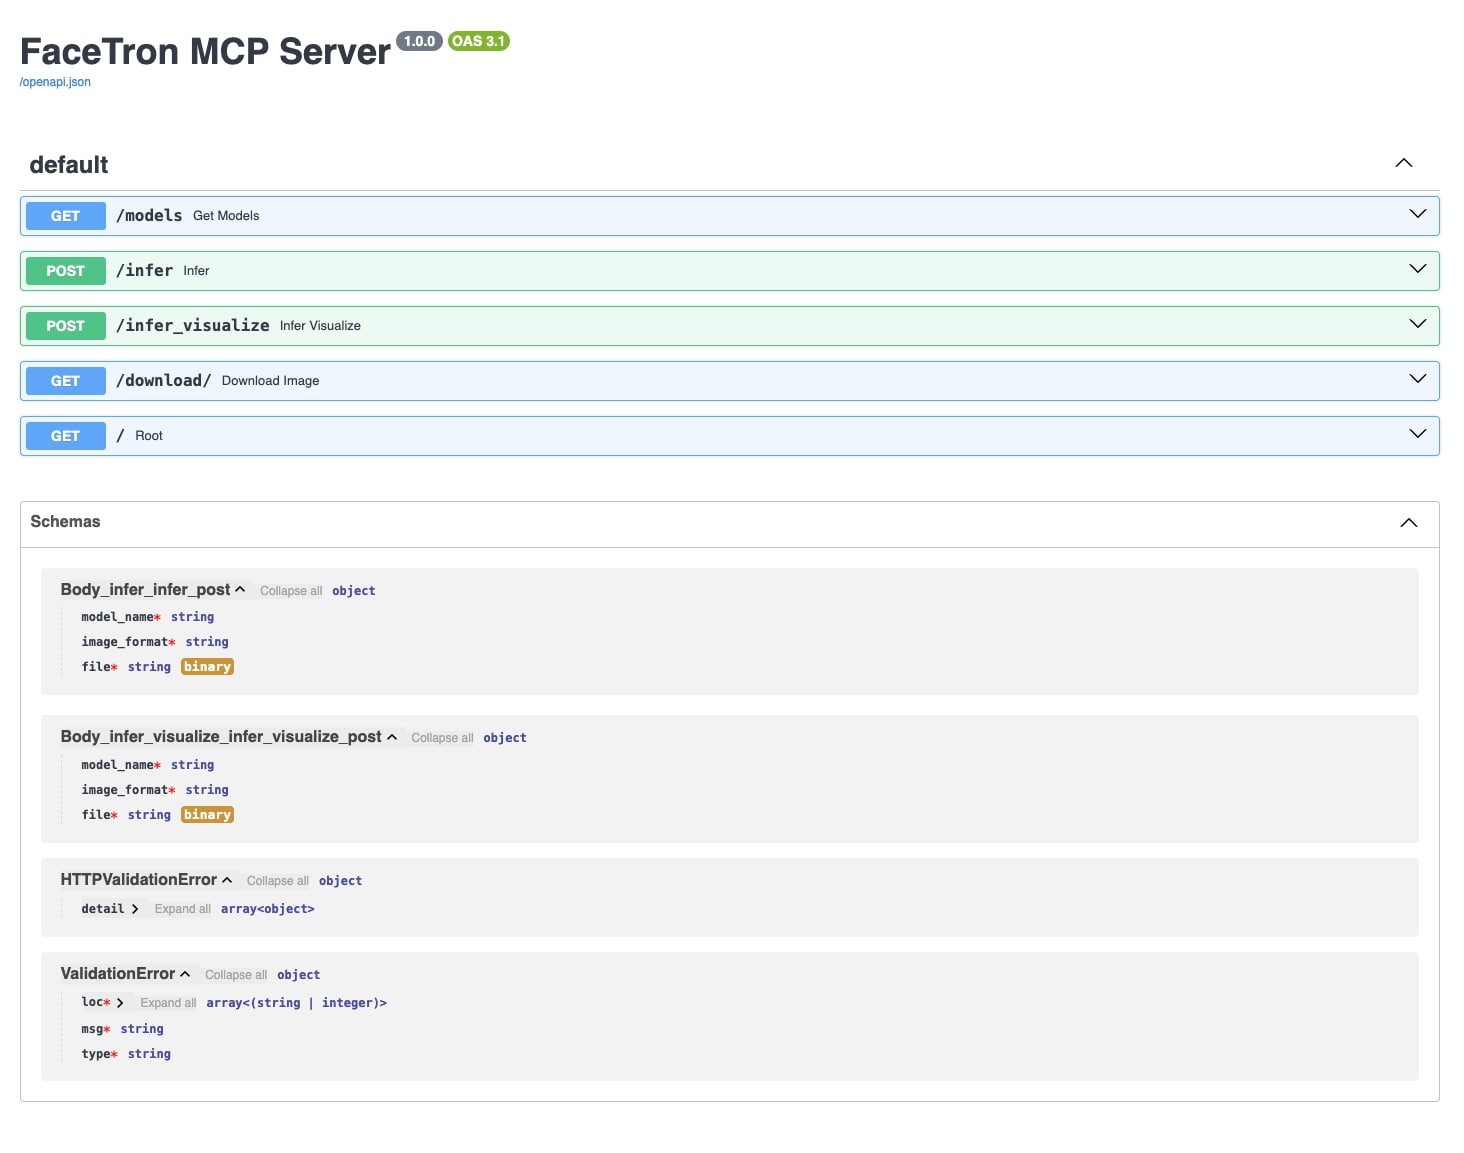 FaceTron MCP Server 1.0.0 OAS 3.1
/openapi.json
default
GET /models Get Models
POST /infer Infer
POST /infer_visualize Infer Visualize
GET /download/ Download Image
GET / Root
Schemas
Body_infer_infer_post Collapse all object
model_name* string
image_format* string
file* string binary
Body_infer_visualize_infer_visualize_post Collapse all object
model_name* string
image_format* string
file* string binary
HTTPValidationError Collapse all object
detail Expand all array<object>
ValidationError Collapse all object
loc* Expand all array<(string | integer)>
msg* string
type* string